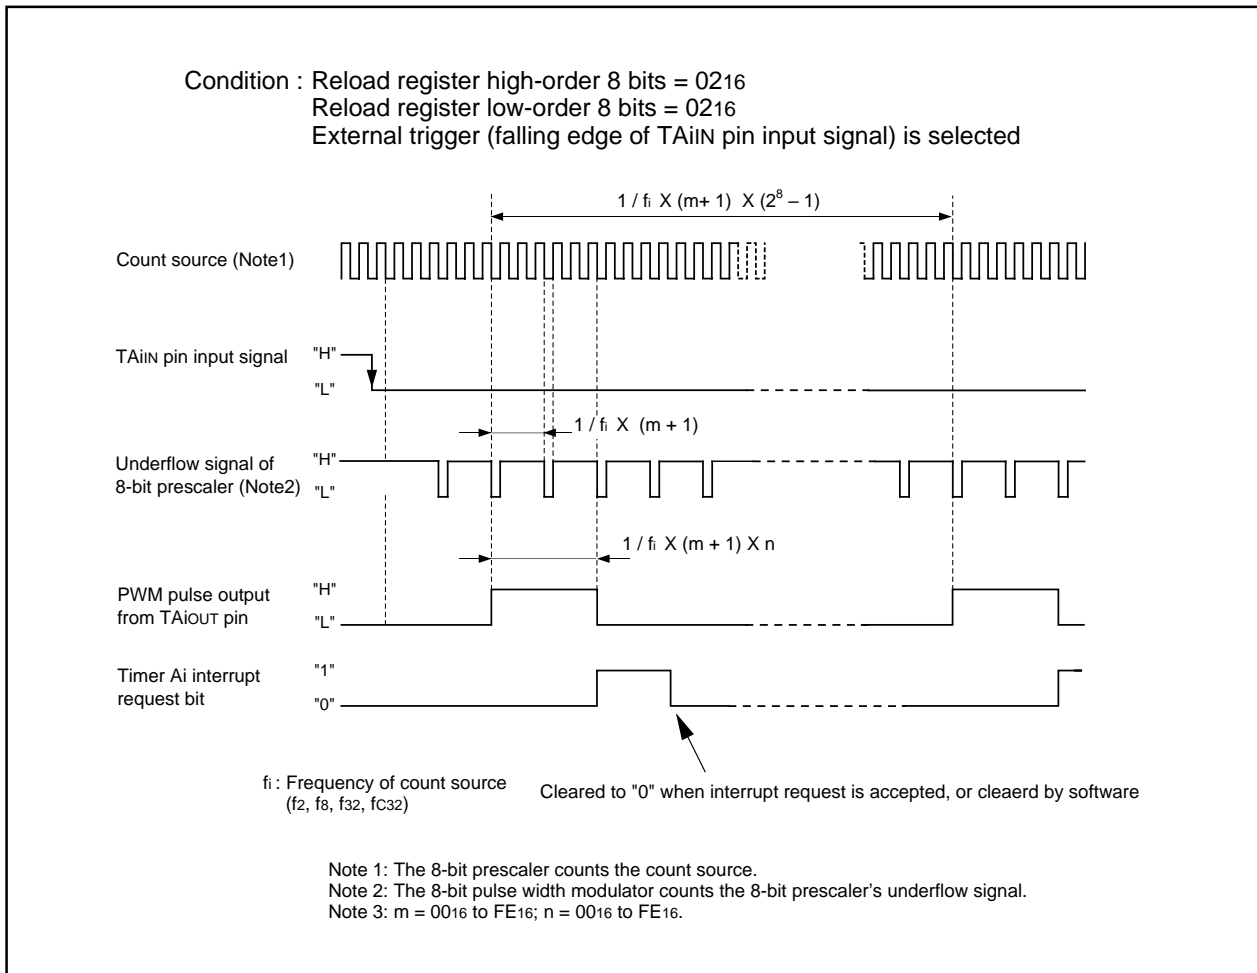 Condition : Reload register high-order 8 bits = 0216
Reload register low-order 8 bits = 0216
External trigger (falling edge of TAiIN pin input signal) is selected
1 / fi X (m+ 1) X (2^8 – 1)
Count source (Note1)
TAiIN pin input signal
"H"
"L"
1 / fi X (m + 1)
Underflow signal of
8-bit prescaler (Note2)
"H"
"L"
1 / fi X (m + 1) X n
PWM pulse output
from TAiOUT pin
"H"
"L"
Timer Ai interrupt
request bit
"1"
"0"
fi : Frequency of count source
(f2, f8, f32, fC32)
Cleared to "0" when interrupt request is accepted, or cleaerd by software
Note 1: The 8-bit prescaler counts the count source.
Note 2: The 8-bit pulse width modulator counts the 8-bit prescaler's underflow signal.
Note 3: m = 0016 to FE16; n = 0016 to FE16.